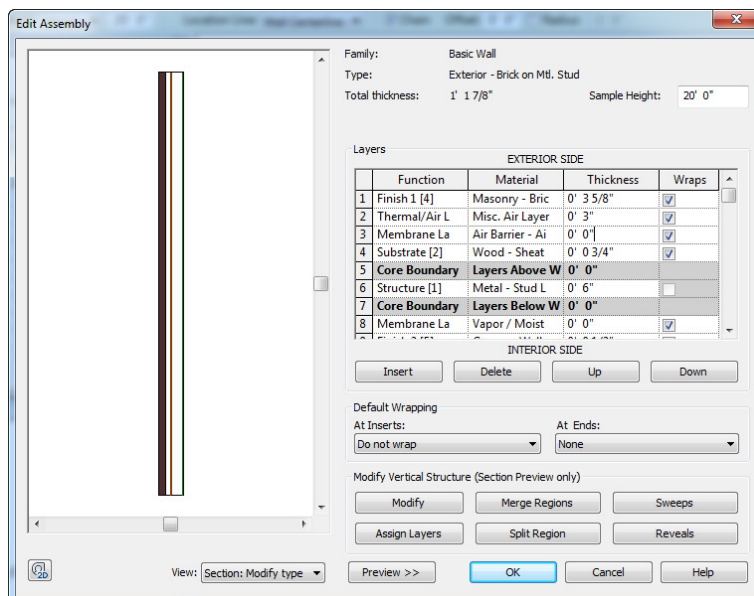 Edit Assembly
Family: Basic Wall
Type: Exterior - Brick on Mtl. Stud
Total thickness: 1' 1 7/8" Sample Height: 20' 0"
Layers
EXTERIOR SIDE
Function Material Thickness Wraps
1 Finish 1 [4] Masonry - Bric 0' 3 5/8"
2 Thermal/Air L Misc. Air Layer 0' 3"
3 Membrane La Air Barrier - Ai 0' 0"
4 Substrate [2] Wood - Sheat 0' 0 3/4"
5 Core Boundary Layers Above W 0' 0"
6 Structure [1] Metal - Stud L 0' 6"
7 Core Boundary Layers Below W 0' 0"
8 Membrane La Vapor / Moist 0' 0"
INTERIOR SIDE
Insert Delete Up Down
Default Wrapping
At Inserts: At Ends:
Do not wrap None
Modify Vertical Structure (Section Preview only)
Modify Merge Regions Sweeps
Assign Layers Split Region Reveals
2D View: Section: Modify type Preview >> OK Cancel Help